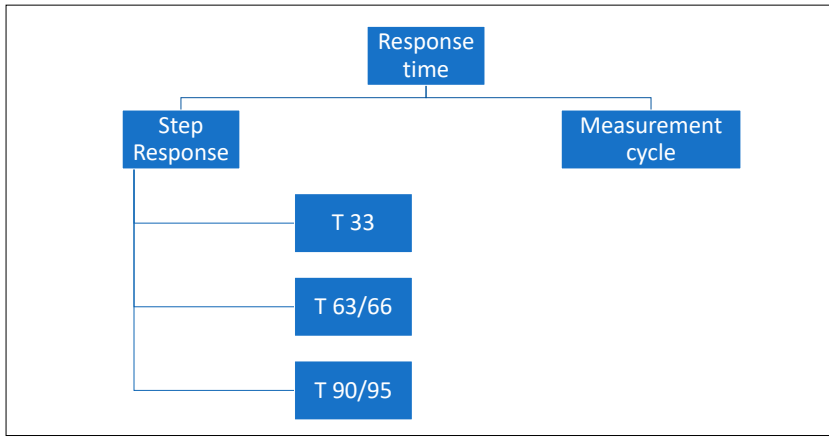 Response
time
Step
Response
Measurement
cycle
T 33
T 63/66
T 90/95